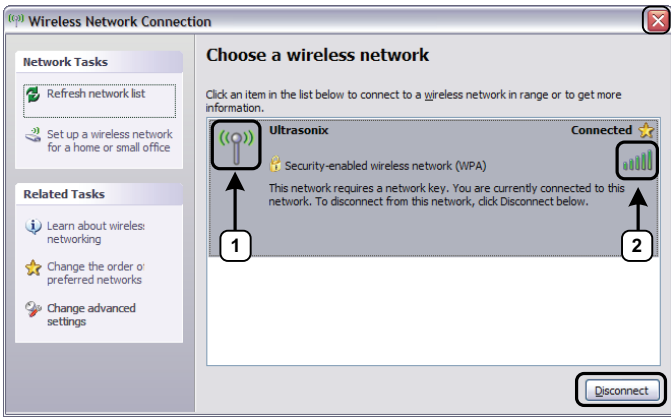 Wireless Network Connection
Network Tasks
Refresh network list
Set up a wireless network
for a home or small office
Related Tasks
Learn about wireles
networking
Change the order o
preferred networks
Change advanced
settings
Choose a wireless network
Click an item in the list below to connect to a wireless network in range or to get more
information.
Ultrasonix
Connected
Security-enabled wireless network (WPA)
This network requires a network key. You are currently connected to this
network. To disconnect from this network, click Disconnect below.
1
2
Disconnect